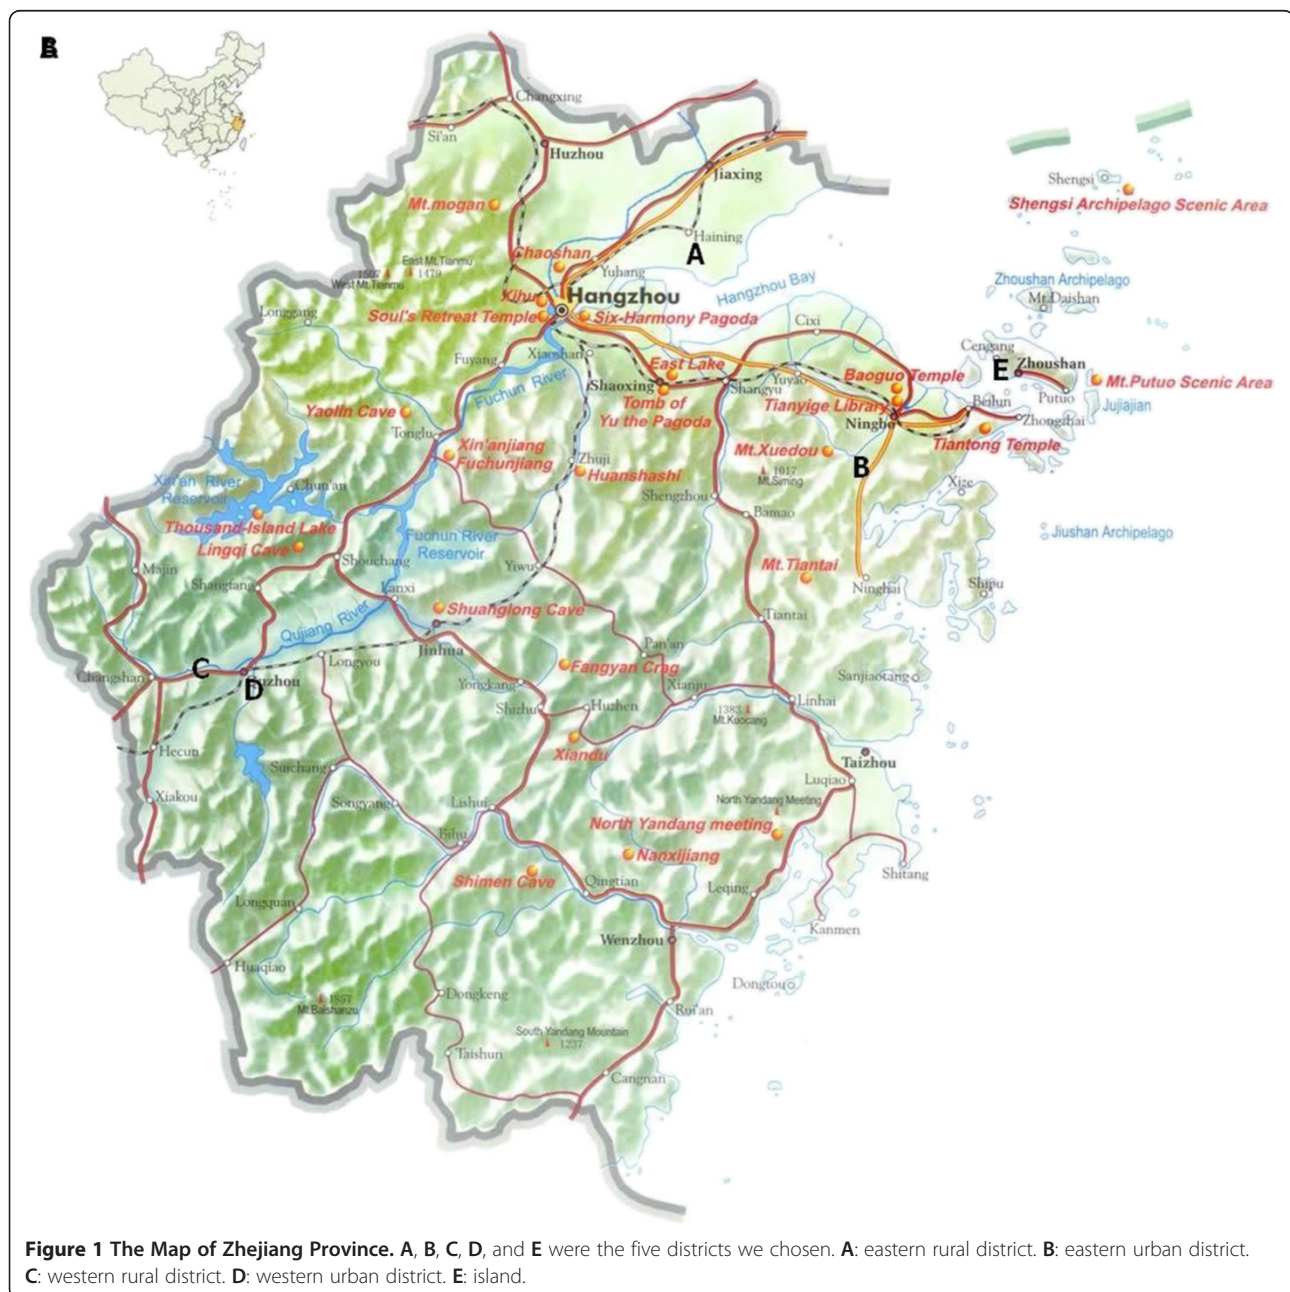 Changxing
Si'an
Huzhou
Jiaxing
Shengsi
Shengsi Archipelago Scenic Area
Mt.mogan
Haining
A
Chaoshan
East Mt.Tianmu
1479
1507
West Mt.Tianmu
Yuhang
Zhoushan Archipelago
Hangzhou Bay
Mt.Daishan
Xihu
Hangzhou
Longgang
Soul's Retreat Temple
Six-Harmony Pagoda
Cixi
Cengang
Fuyang
Xiaoshan
East Lake
Baoguo Temple
E
Zhoushan
Mt.Putuo Scenic Area
Fuchun River
Shaoxing
Shangyu
Yuyao
Putuo
Jujiajian
Yaolin Cave
Tomb of
Yu the Pagoda
Tianyige Library
Beilun
Ningbo
Zhongzhai
Tonglu
Xin'anjiang
Fuchunjiang
Mt.Xuedou
Tiantong Temple
Zhuji
Huanshashi
1017
Mt.Siming
B
Xin'an River
Reservoir
Chun'an
Shengzhou
Xize
Bamao
Thousand-Island Lake
Lingqi Cave
Fuchun River
Reservoir
Jiushan Archipelago
Majin
Shouchang
Yiwu
Mt.Tiantai
Shangfang
Lanxi
Ninghai
Shipu
Shuanglong Cave
Tiantai
Qujiang River
Jinhua
Pan'an
Changshan
C
Longyou
Fangyan Crag
Sanjiaotang
D
uzhou
Yongkang
Xianju
Shizhu
Huzhen
1383
Mt.Kuocang
Linhai
Hecun
Xiandu
Taizhou
Suichang
Luqiao
Xiakou
Songyang
Lishui
North Yandang Meeting
North Yandang meeting
Bihu
Nanxijiang
Shitang
Shimen Cave
Qingtian
Leqing
Longquan
Kanmen
Wenzhou
Huaqiao
Dongtou
1857
Mt.Baishanzu
Dongkeng
Rui'an
South Yandang Mountain
1237
Taishun
Cangnan
Figure 1 The Map of Zhejiang Province. A, B, C, D, and E were the five districts we chosen. A: eastern rural district. B: eastern urban district.
C: western rural district. D: western urban district. E: island.